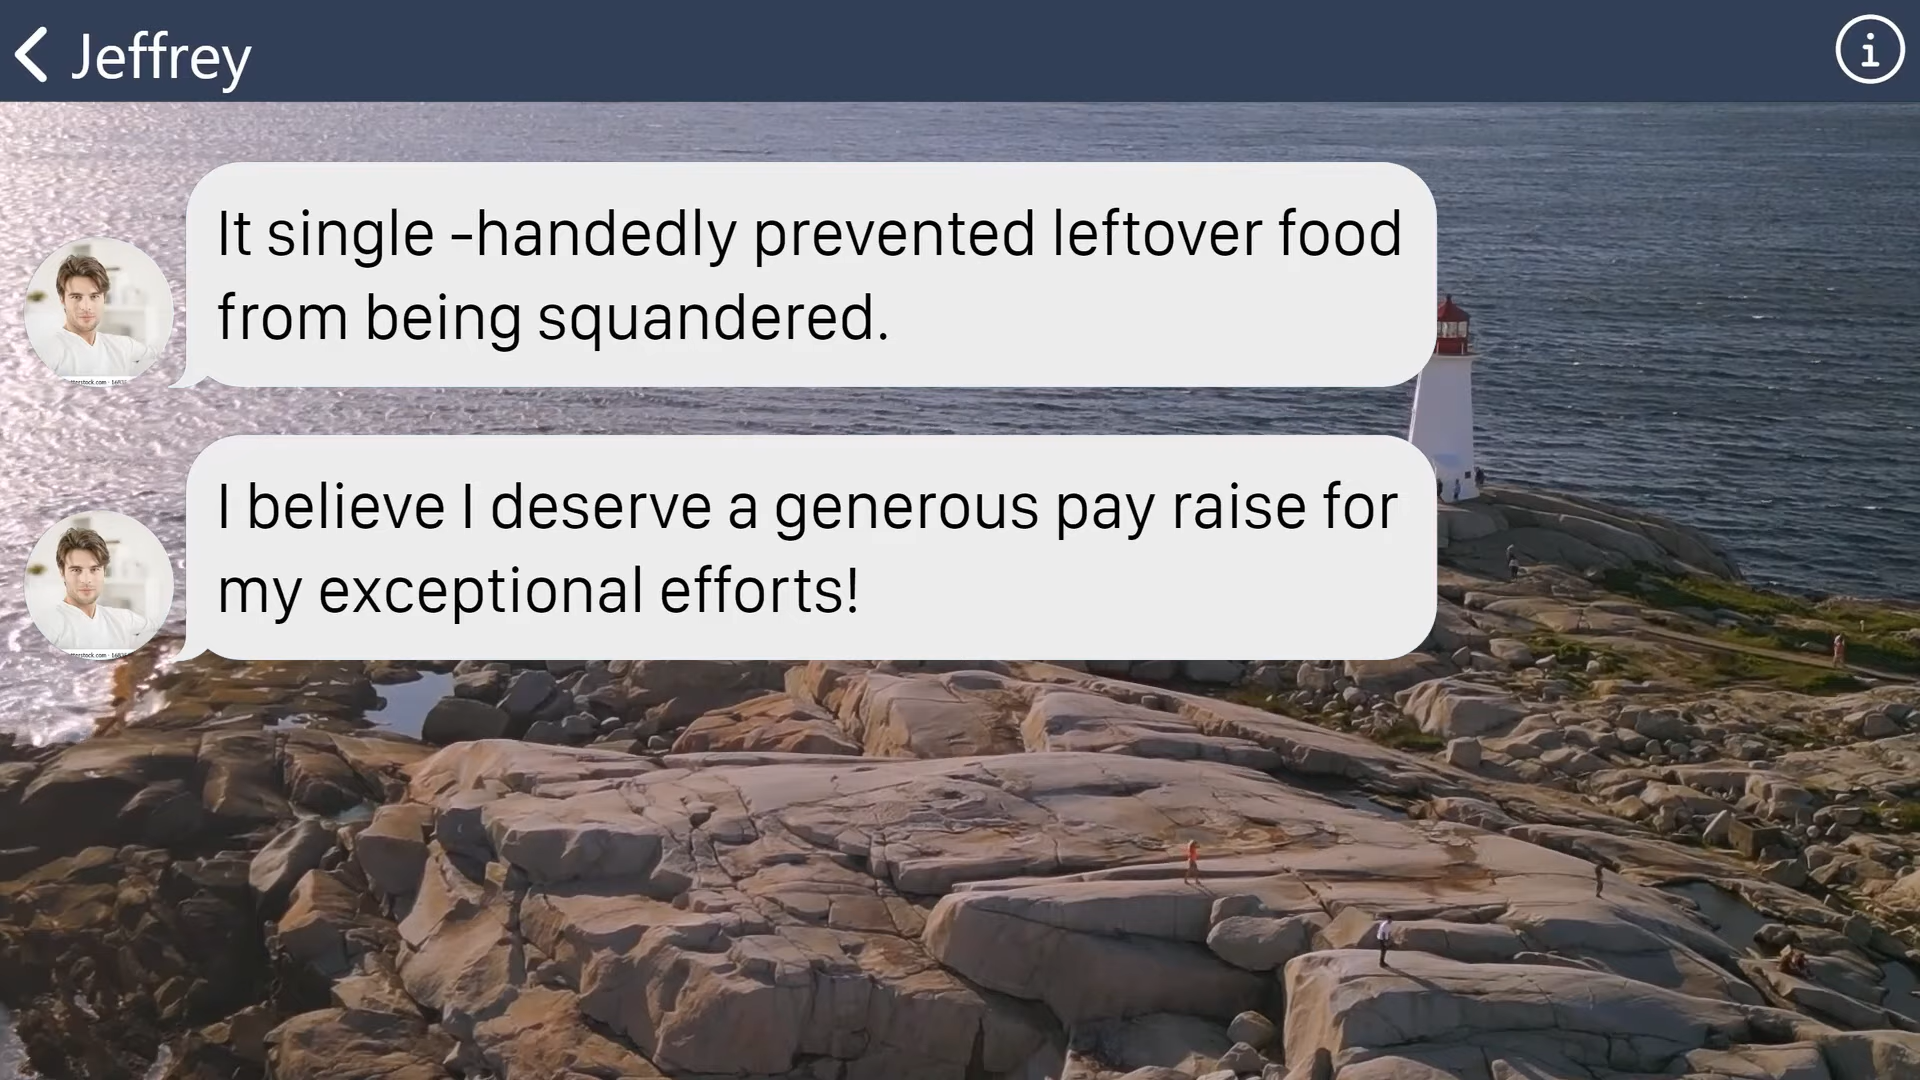 Jeffrey
It single -handedly prevented leftover food
from being squandered.
I believe I deserve a generous pay raise for
my exceptional efforts!